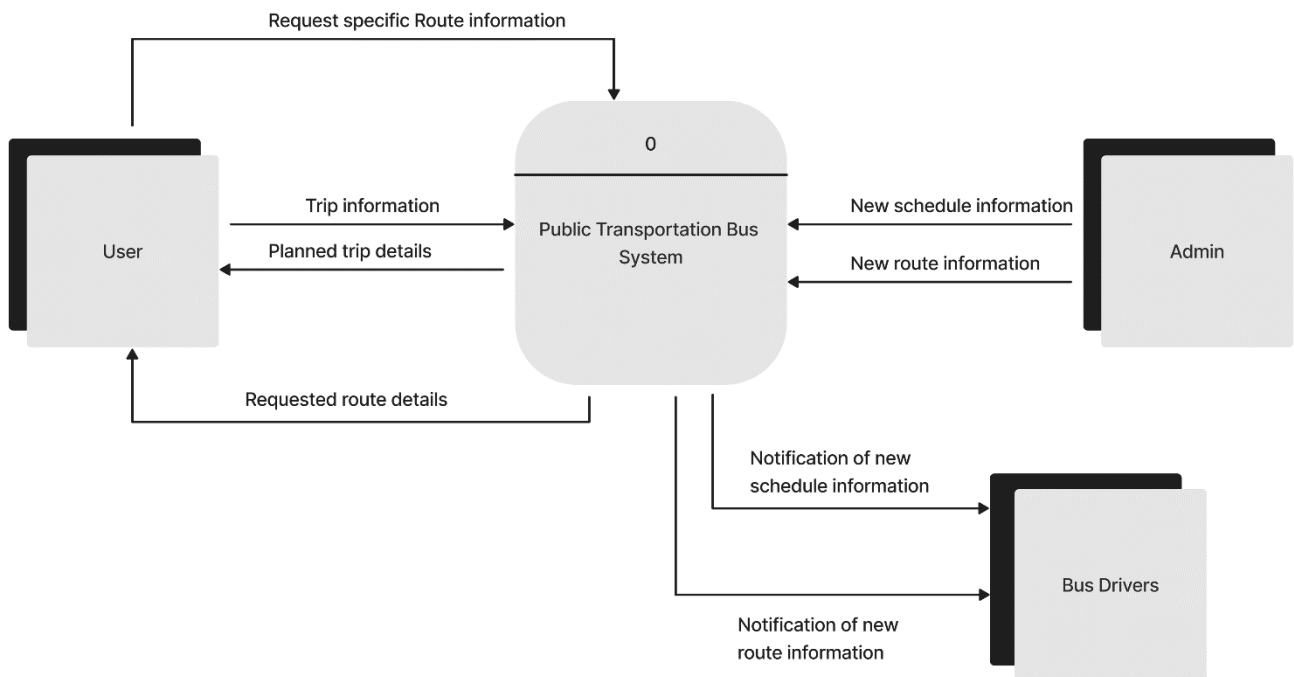 Request specific Route information
0
Trip information
New schedule information
Public Transportation Bus
System
User
Planned trip details
New route information
Admin
Requested route details
Notification of new
schedule information
Bus Drivers
Notification of new
route information